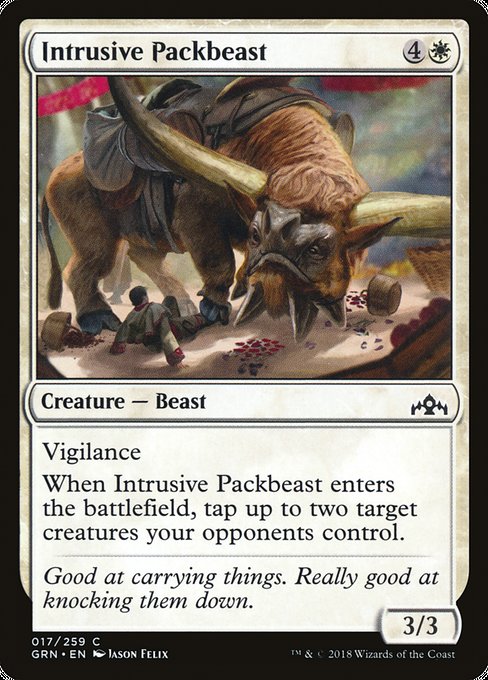 Intrusive Packbeast 4
Creature — Beast
Vigilance
When Intrusive Packbeast enters
the battlefield, tap up to two target
creatures your opponents control.
Good at carrying things. Really good at
knocking them down.
3/3
017/259 C
GRN • EN Jason Felix
™ & © 2018 Wizards of the Coast